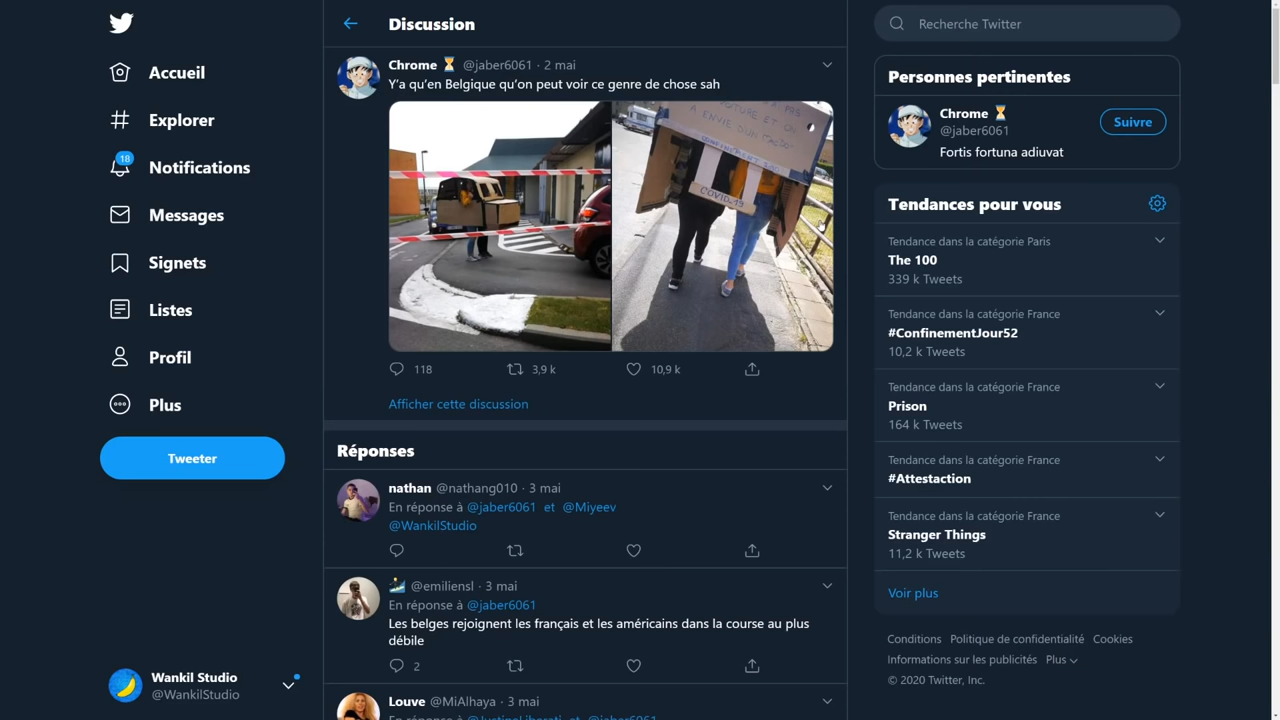 Accueil
Explorer
18
Notifications
Messages
Signets
Listes
Profil
Plus
Tweeter
Wankil Studio
@WankilStudio
Discussion
Chrome ⏳ @jaber6061 · 2 mai
Y'a qu'en Belgique qu'on peut voir ce genre de chose sah
VOITURE ET ON
A ENVIE D'UN
COVID-19
118
3,9 k
10,9 k
Afficher cette discussion
Réponses
nathan @nathang010 · 3 mai
En réponse à @jaber6061 et @Miyeev
@WankilStudio
@emiliensl · 3 mai
En réponse à @jaber6061
Les belges rejoignent les français et les américains dans la course au plus
débile
2
Louve @MiAlhaya · 3 mai
Recherche Twitter
Personnes pertinentes
Chrome ⏳
@jaber6061
Suivre
Fortis fortuna adiuvat
Tendances pour vous
Tendance dans la catégorie Paris
The 100
339 k Tweets
Tendance dans la catégorie France
#ConfinementJour52
10,2 k Tweets
Tendance dans la catégorie France
Prison
164 k Tweets
Tendance dans la catégorie France
#Attestaction
Tendance dans la catégorie France
Stranger Things
11,2 k Tweets
Voir plus
Conditions Politique de confidentialité Cookies
Informations sur les publicités Plus
© 2020 Twitter, Inc.